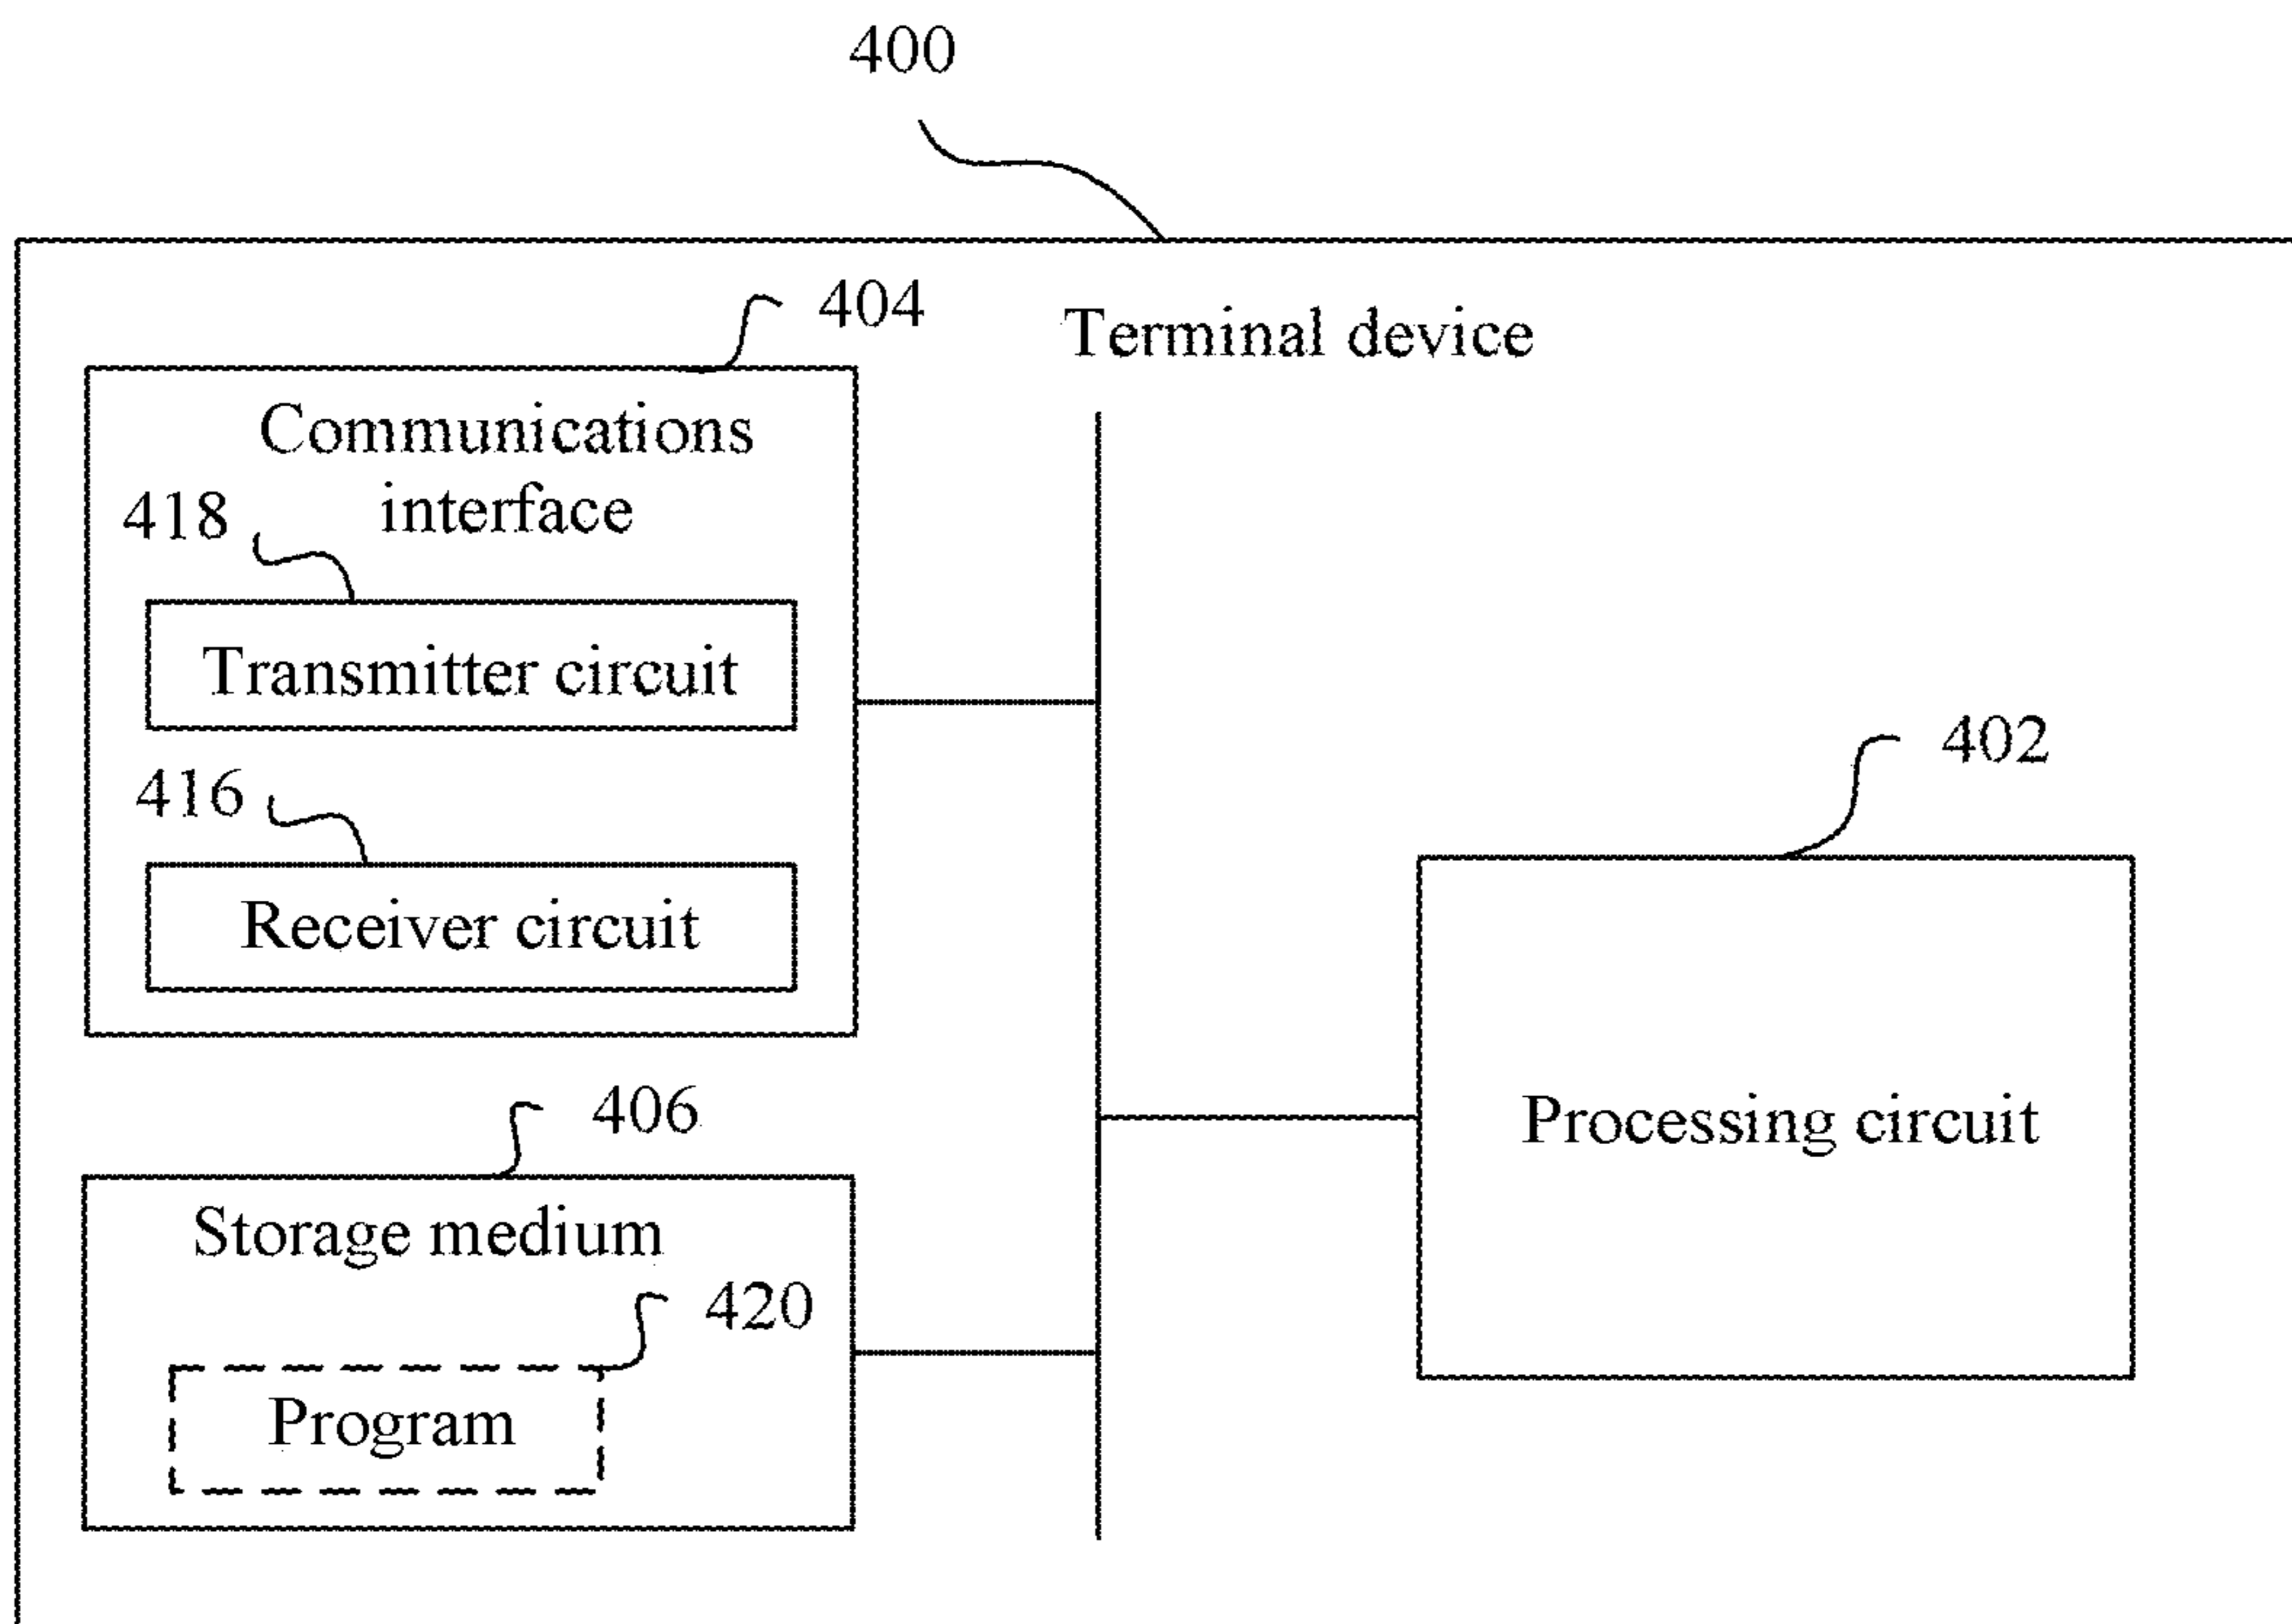 400
404
Terminal device
Communications
interface
418
Transmitter circuit
402
416
Receiver circuit
406
Processing circuit
Storage medium
420
Program